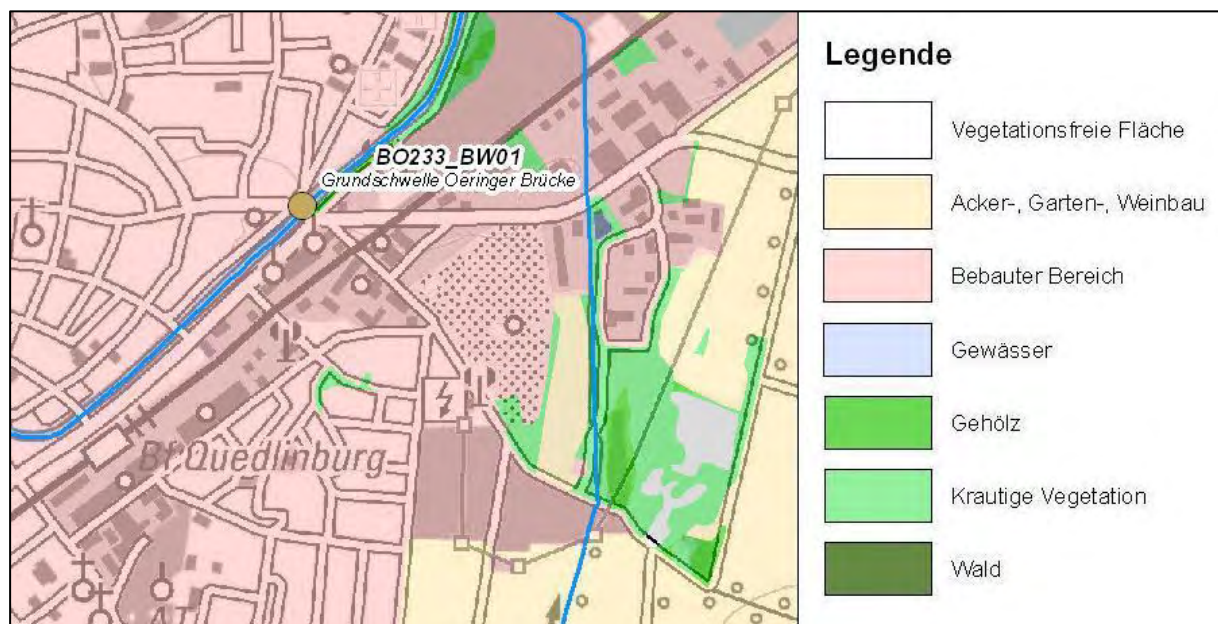 BO233_BW01
Grundschwelle Oeringer Brücke
Bf Quedlinburg
Legende
Vegetationsfreie Fläche
Acker-, Garten-, Weinbau
Bebauter Bereich
Gewässer
Gehölz
Krautige Vegetation
Wald